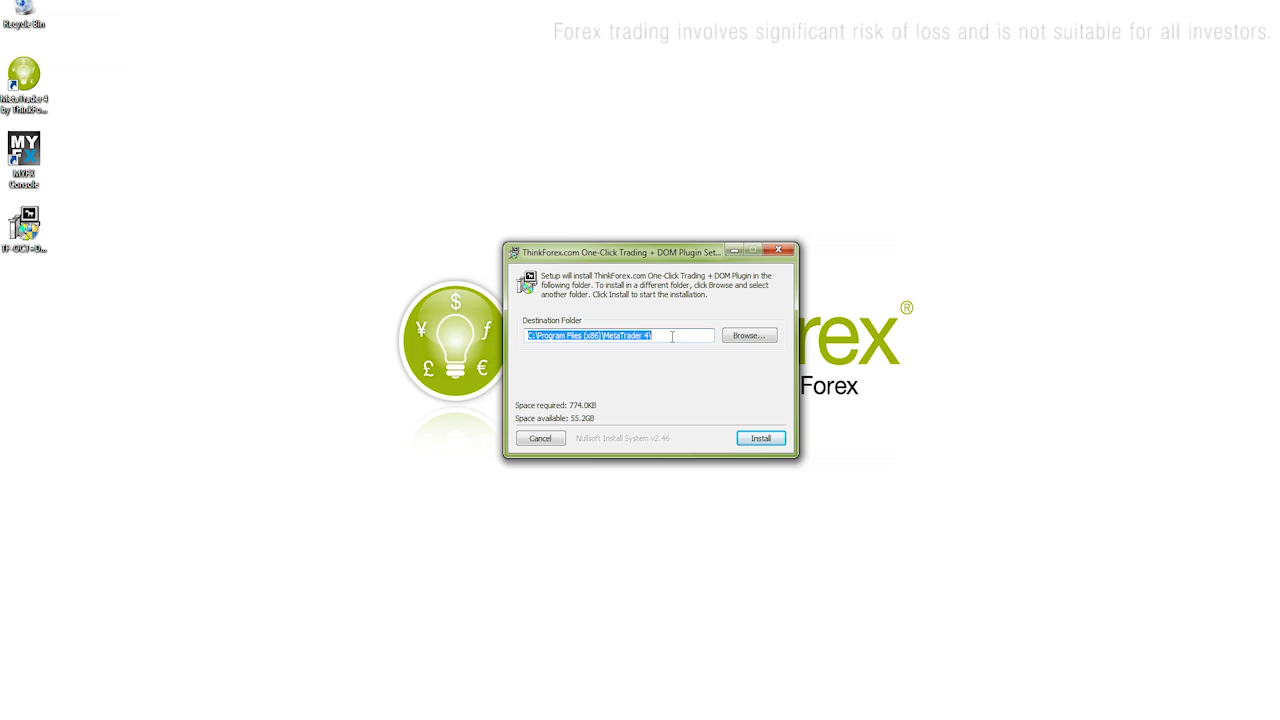 Recycle Bin
Forex trading involves significant risk of loss and is not suitable for all investors.
MetaTrader 4
by ThinkFo...
MYFX
MYFX
Console
TF-OCT-D...
ThinkForex.com One-Click Trading + DOM Plugin Set...
Setup will install ThinkForex.com One-Click Trading + DOM Plugin in the
following folder. To install in a different folder, click Browse and select
another folder. Click Install to start the installation.
Destination Folder
C:\Program Files (x86)\MetaTrader 4\
Browse...
Space required: 774.0KB
Space available: 55.2GB
Cancel
Nullsoft Install System v2.46
Install
$
¥ ƒ
£ €
rex®
Forex